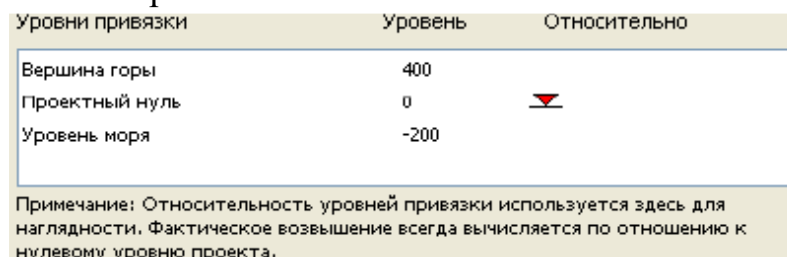 Уровни привязки Уровень Относительно
Вершина горы 400
Проектный нуль 0
Уровень моря -200
Примечание: Относительность уровней привязки используется здесь для
наглядности. Фактическое возвышение всегда вычисляется по отношению к
нулевому уровню проекта.